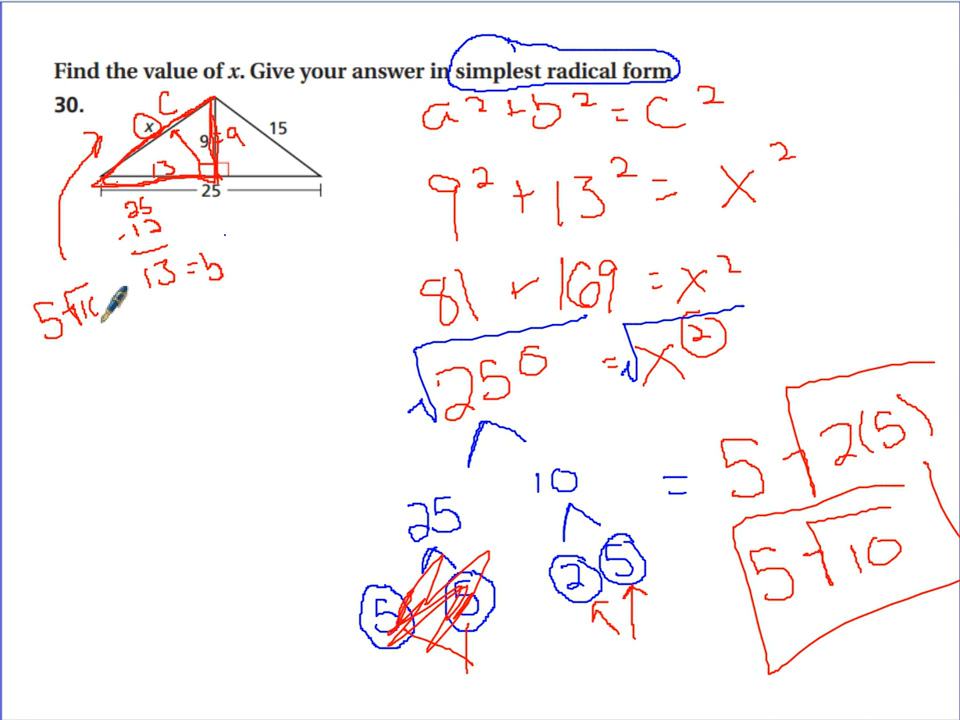 Find the value of x. Give your answer in simplest radical form
30.
C
x
9
=9
15
13
25
25
-12
13 = b
5√10
a² + b² = c²
9² + 13² = x²
81 + 169 = x²
√250 = √x²
25 10
5 5 2 5
= 5√2(5)
5√10